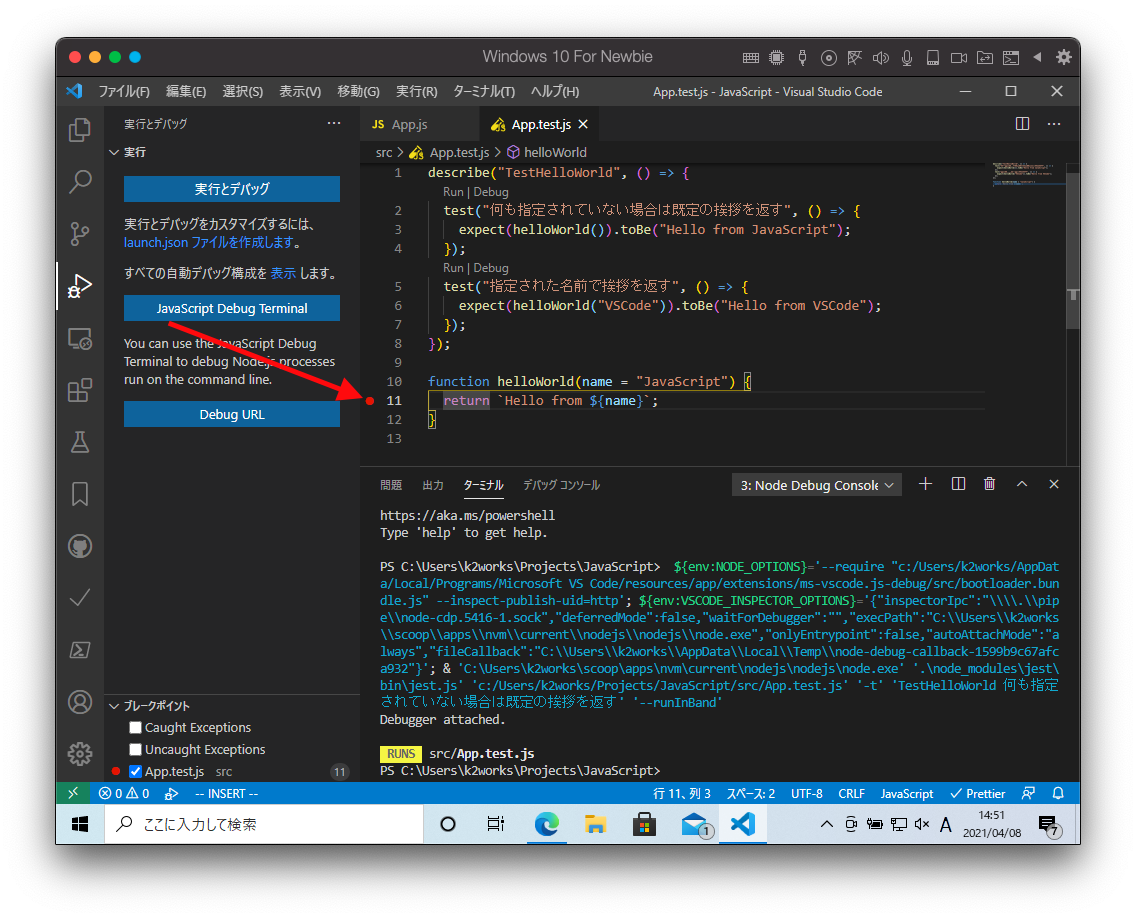 Windows 10 For Newbie
ファイル(F) 編集(E) 選択(S) 表示(V) 移動(G) 実行(R) ターミナル(T) ヘルプ(H) App.test.js - JavaScript - Visual Studio Code
実行とデバッグ ···
JS App.js App.test.js
実行
src > App.test.js > helloWorld
実行とデバッグ
実行とデバッグをカスタマイズするには、
launch.json ファイルを作成します。
すべての自動デバッグ構成を 表示 します。
JavaScript Debug Terminal
You can use the JavaScript Debug
Terminal to debug Node.js processes
run on the command line.
Debug URL
1 describe("TestHelloWorld", () => {
Run | Debug
2 test("何も指定されていない場合は既定の挨拶を返す", () => {
3 expect(helloWorld()).toBe("Hello from JavaScript");
4 });
Run | Debug
5 test("指定された名前で挨拶を返す", () => {
6 expect(helloWorld("VSCode")).toBe("Hello from VSCode");
7 });
8 });
9
10 function helloWorld(name = "JavaScript") {
11 return `Hello from ${name}`;
12 }
13
問題 出力 ターミナル デバッグ コンソール 3: Node Debug Console
https://aka.ms/powershell
Type 'help' to get help.
PS C:\Users\k2works\Projects\JavaScript> ${env:NODE_OPTIONS}='--require "c:/Users/k2works/AppDat
a/Local/Programs/Microsoft VS Code/resources/app/extensions/ms-vscode.js-debug/src/bootloader.bun
dle.js" --inspect-publish-uid=http'; ${env:VSCODE_INSPECTOR_OPTIONS}='{"inspectorIpc":"\\\\.\\pip
e\\node-cdp.5416-1.sock","deferredMode":false,"waitForDebugger":"","execPath":"C:\\Users\\k2works
\\scoop\\apps\\nvm\\current\\nodejs\\nodejs\\node.exe","onlyEntrypoint":false,"autoAttachMode":"a
lways","fileCallback":"C:\\Users\\k2works\\AppData\\Local\\Temp\\node-debug-callback-1599b9c67afc
a932"}'; & 'C:\Users\k2works\scoop\apps\nvm\current\nodejs\nodejs\node.exe' '.\node_modules\jest\
bin\jest.js' 'c:/Users/k2works/Projects/JavaScript/src/App.test.js' '-t' 'TestHelloWorld 何も指定
されていない場合は既定の挨拶を返す' '--runInBand'
Debugger attached.
RUNS src/App.test.js
PS C:\Users\k2works\Projects\JavaScript>
ブレークポイント
Caught Exceptions
Uncaught Exceptions
App.test.js src 11
0 0 -- INSERT -- 行 11、列 3 スペース: 2 UTF-8 CRLF JavaScript Prettier
ここに入力して検索 1 A 14:51
2021/04/08 7